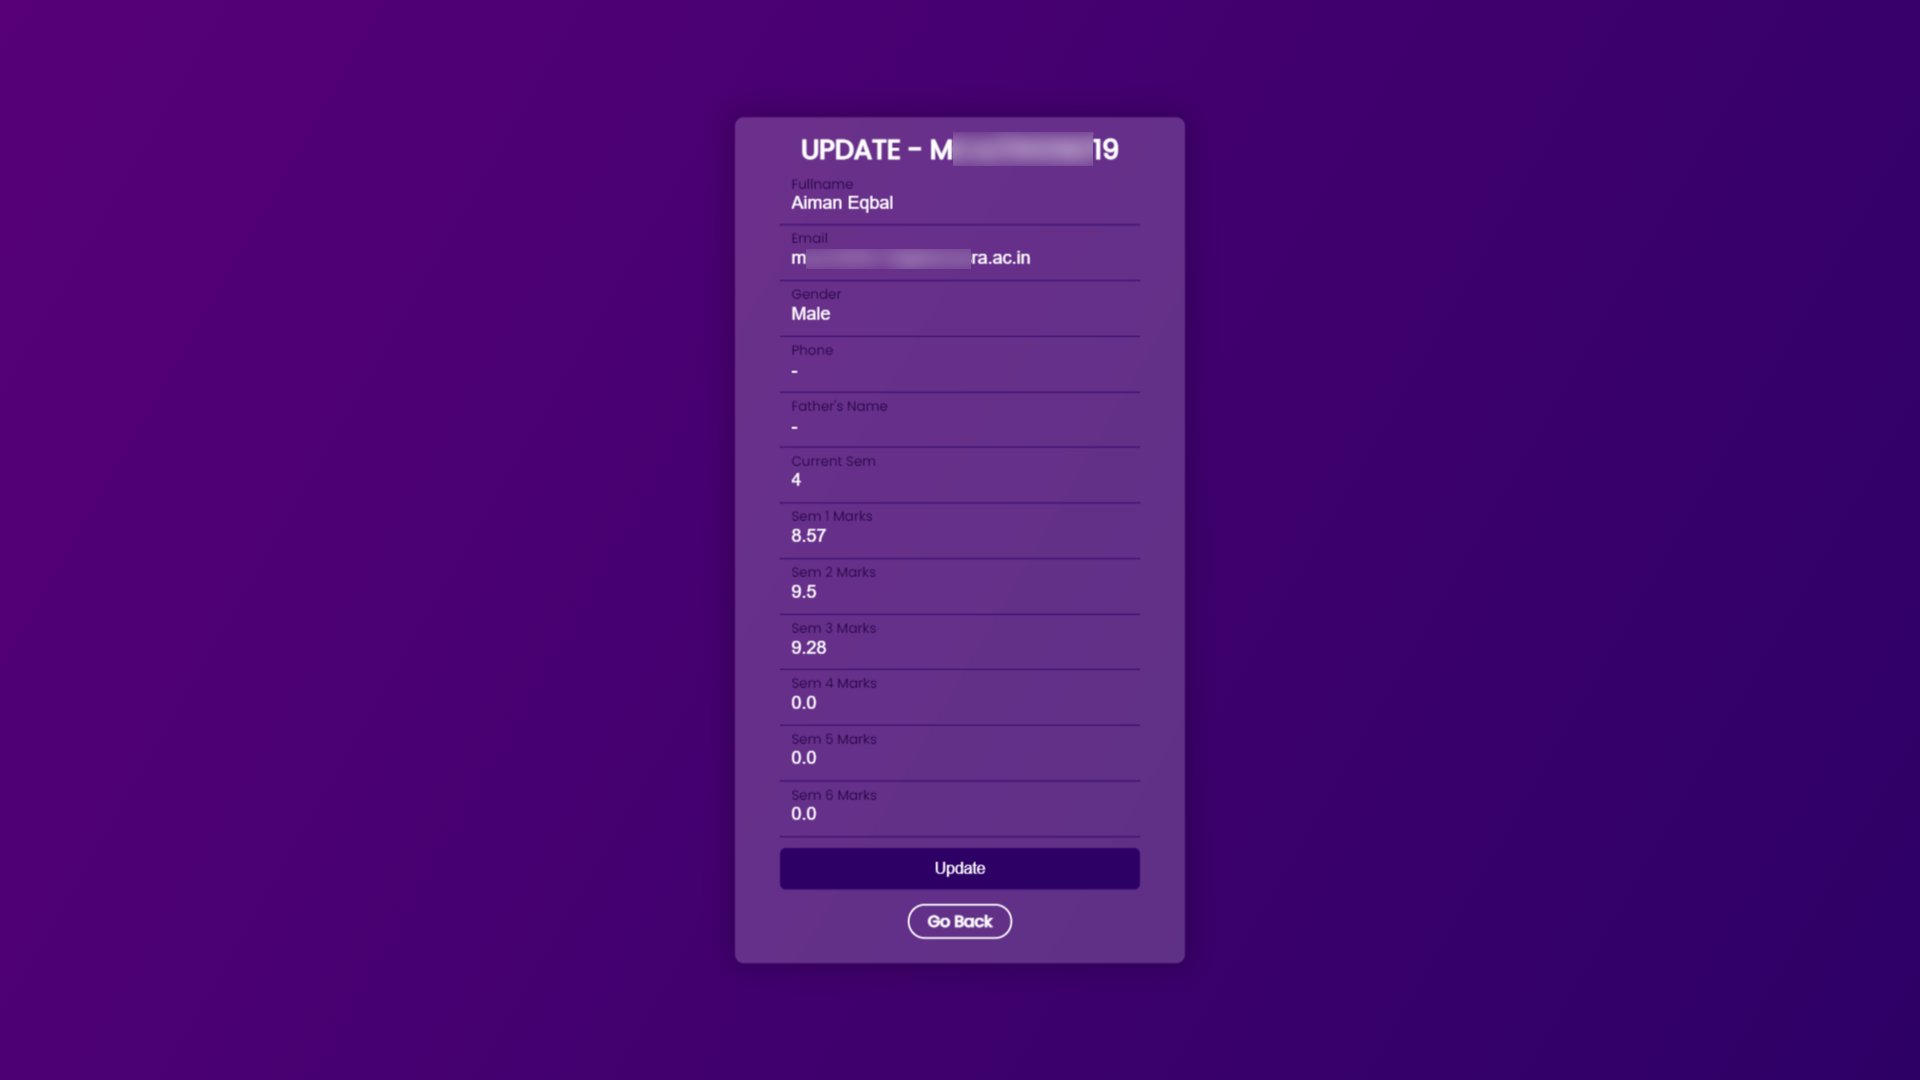 UPDATE - M 19
Fullname
Aiman Eqbal
Email
m ra.ac.in
Gender
Male
Phone
-
Father's Name
-
Current Sem
4
Sem 1 Marks
8.57
Sem 2 Marks
9.5
Sem 3 Marks
9.28
Sem 4 Marks
0.0
Sem 5 Marks
0.0
Sem 6 Marks
0.0
Update
Go Back